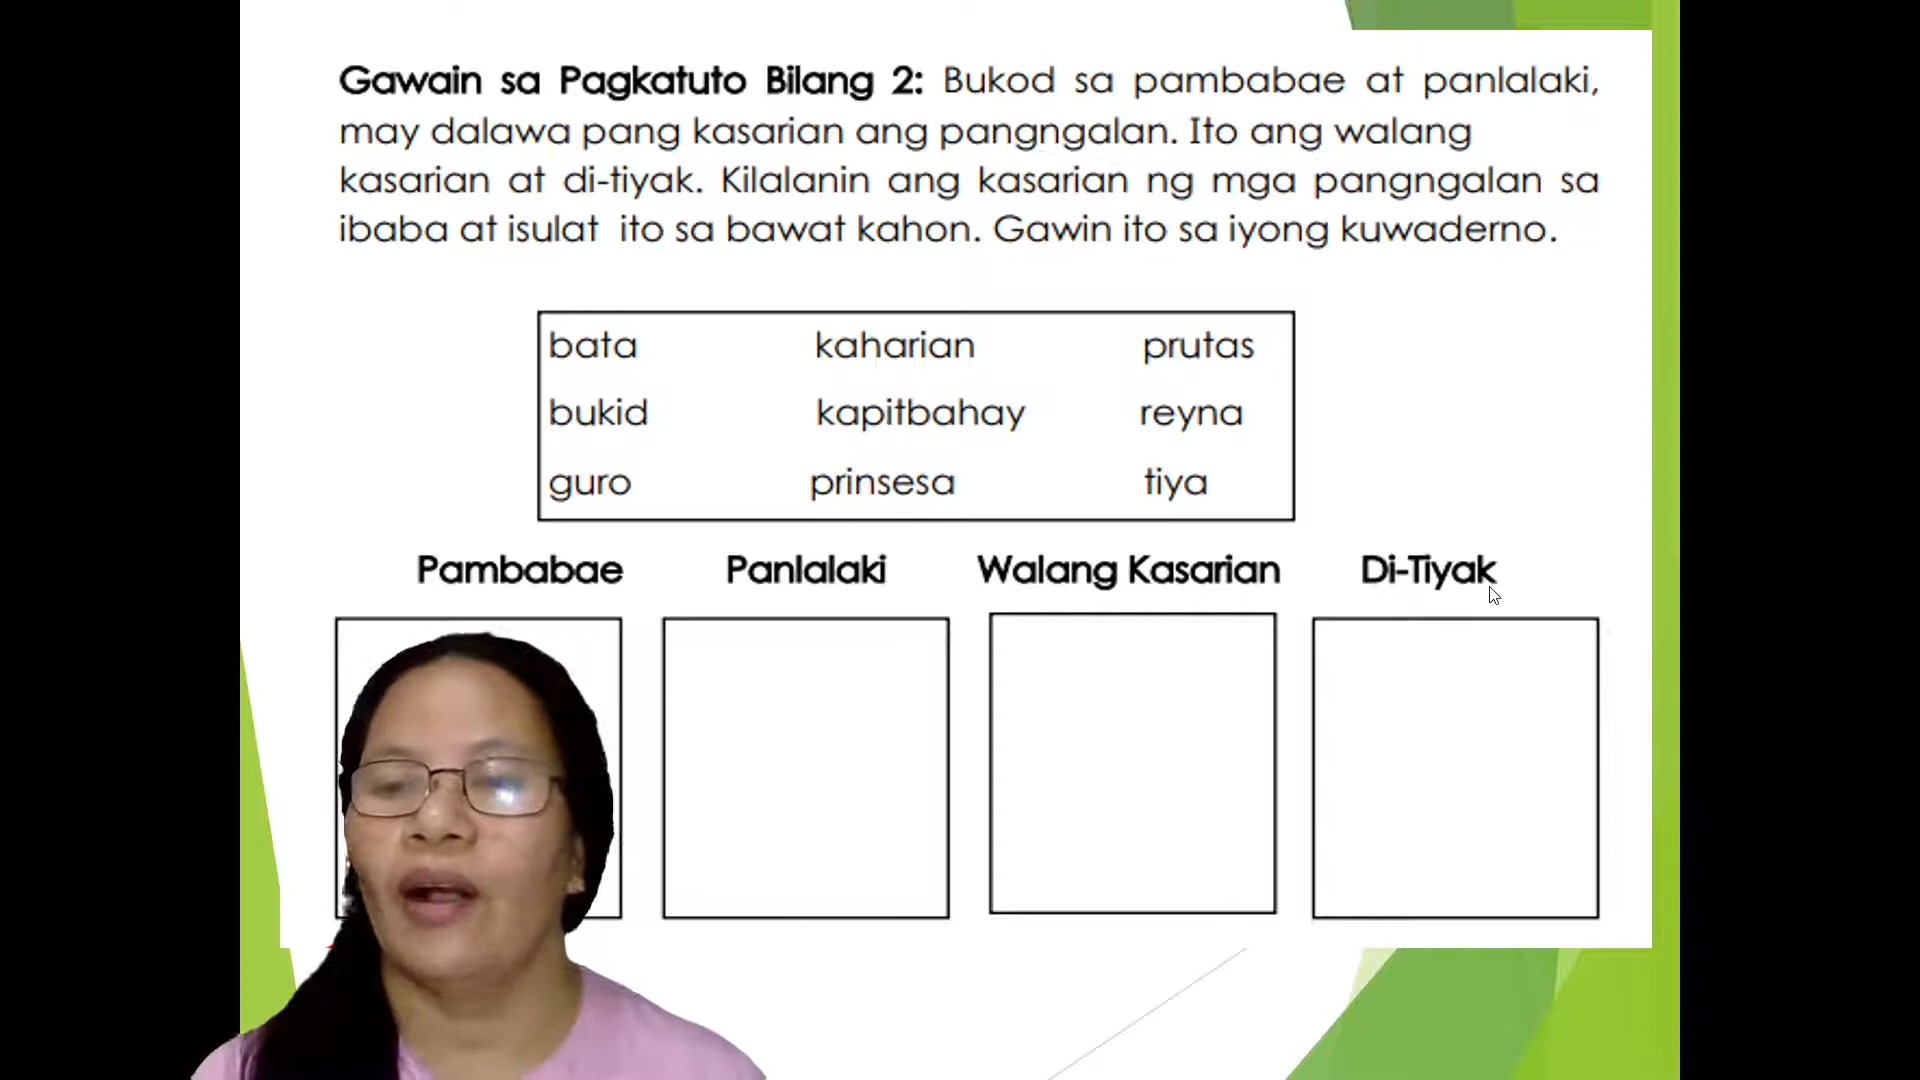 Gawain sa Pagkatuto Bilang 2: Bukod sa pambabae at panlalaki,
may dalawa pang kasarian ang pangngalan. Ito ang walang
kasarian at di-tiyak. Kilalanin ang kasarian ng mga pangngalan sa
ibaba at isulat ito sa bawat kahon. Gawin ito sa iyong kuwaderno.
bata kaharian prutas
bukid kapitbahay reyna
guro prinsesa tiya
Pambabae Panlalaki Walang Kasarian Di-Tiyak